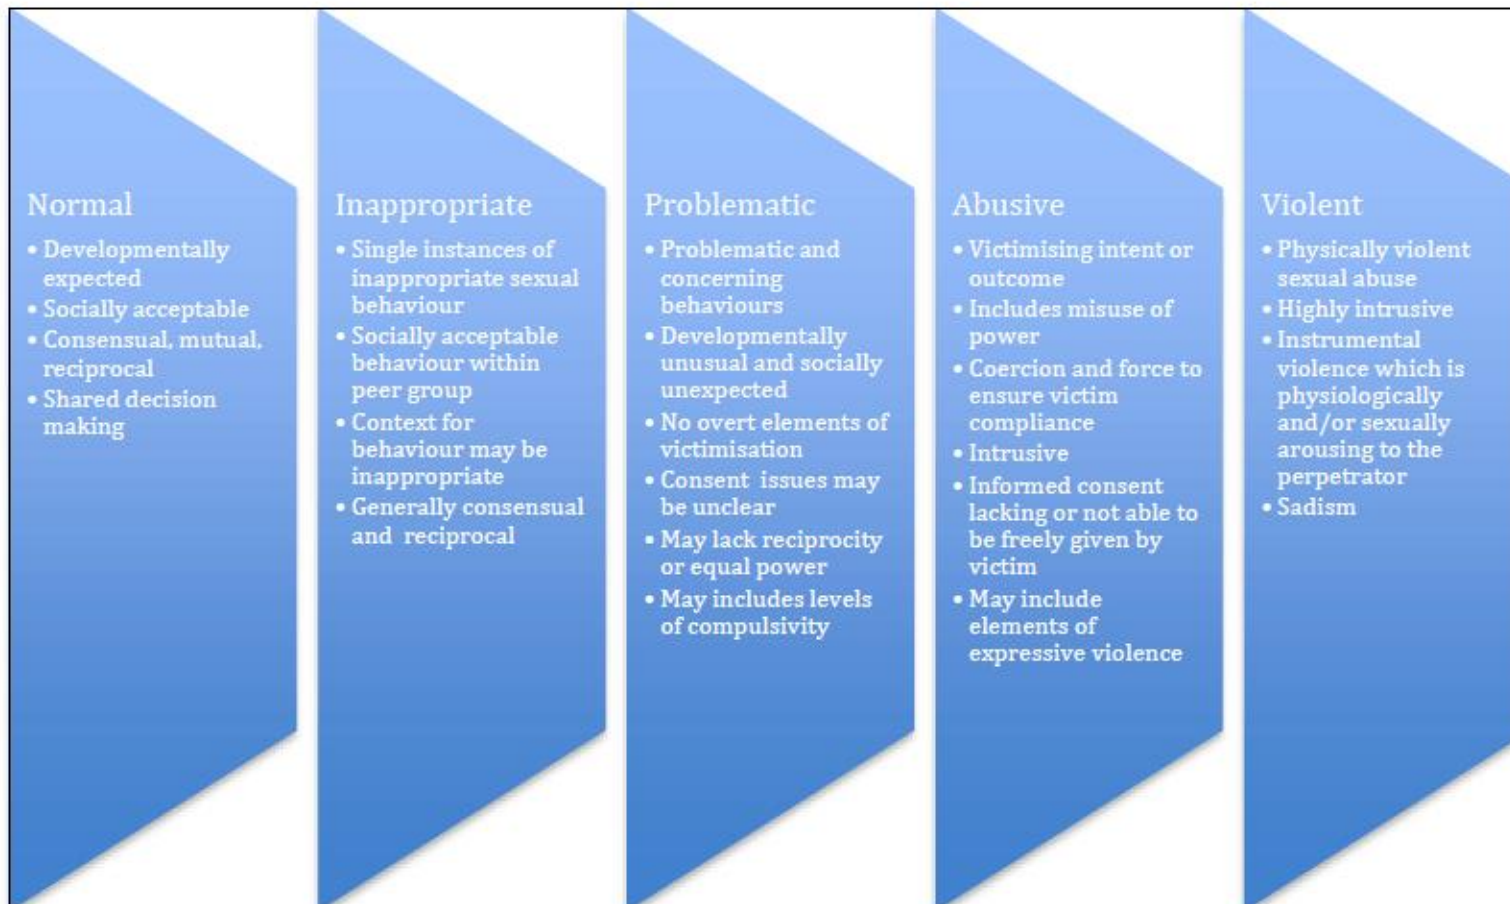 Normal
• Developmentally
expected
• Socially acceptable
• Consensual, mutual,
reciprocal
• Shared decision
making
Inappropriate
• Single instances of
inappropriate sexual
behaviour
• Socially acceptable
behaviour within
peer group
• Context for
behaviour may be
inappropriate
• Generally consensual
and reciprocal
Problematic
• Problematic and
concerning
behaviours
• Developmentally
unusual and socially
unexpected
• No overt elements of
victimisation
• Consent issues may
be unclear
• May lack reciprocity
or equal power
• May includes levels
of compulsivity
Abusive
• Victimising intent or
outcome
• Includes misuse of
power
• Coercion and force to
ensure victim
compliance
• Intrusive
• Informed consent
lacking or not able to
be freely given by
victim
• May include
elements of
expressive violence
Violent
• Physically violent
sexual abuse
• Highly intrusive
• Instrumental
violence which is
physiologically
and/or sexually
arousing to the
perpetrator
• Sadism